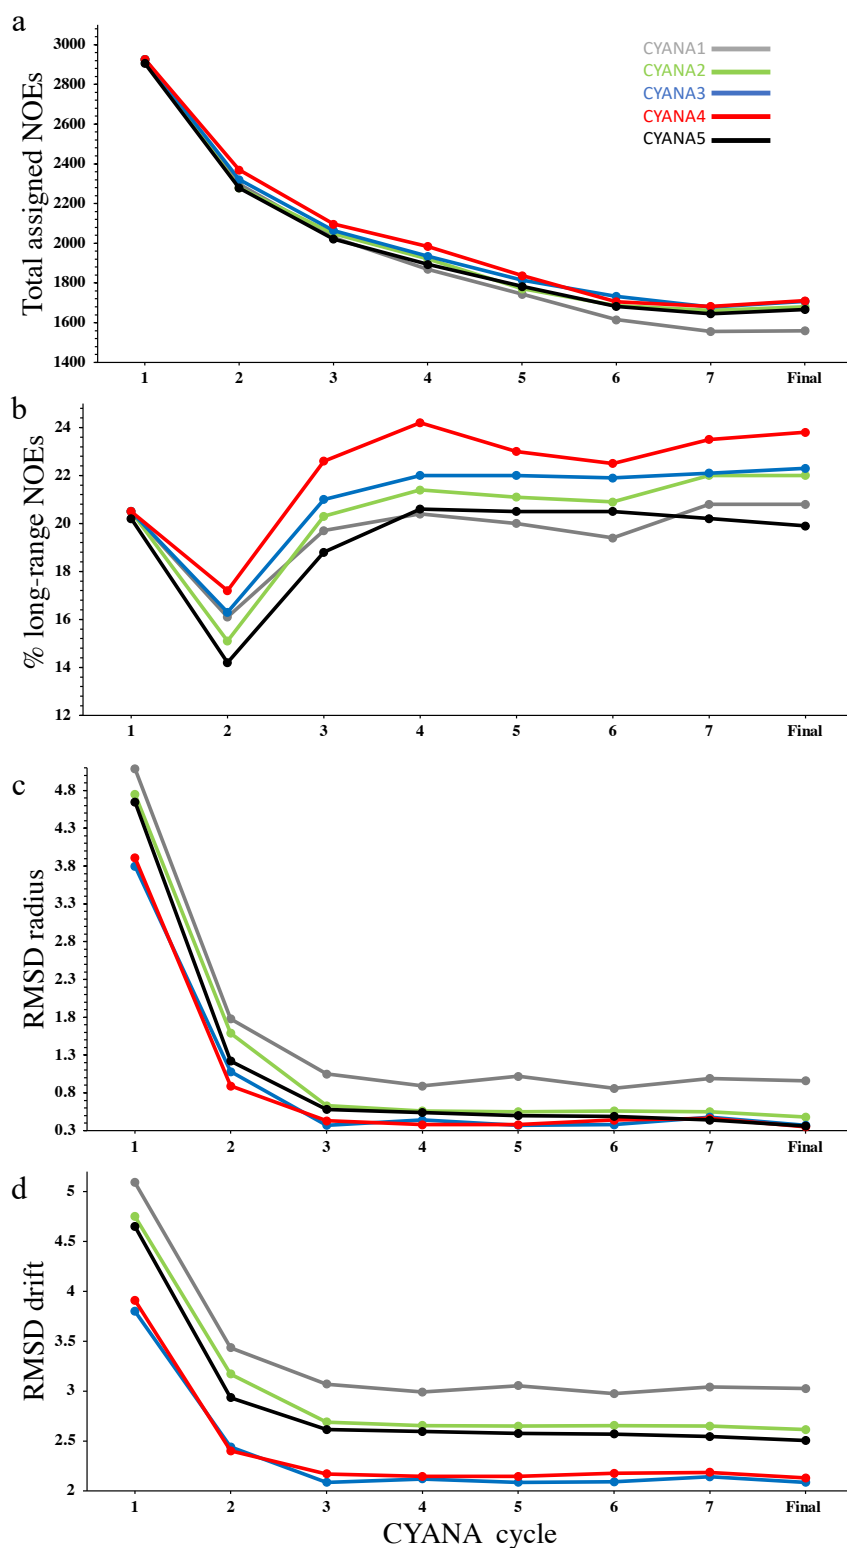 a
Total assigned NOEs
3000
2800
2600
2400
2200
2000
1800
1600
1400
CYANA1
CYANA2
CYANA3
CYANA4
CYANA5
1 2 3 4 5 6 7 Final
b
% long-range NOEs
24
22
20
18
16
14
12
1 2 3 4 5 6 7 Final
c
RMSD radius
4.8
4.3
3.8
3.3
2.8
2.3
1.8
1.3
0.8
0.3
1 2 3 4 5 6 7 Final
d
RMSD drift
5
4.5
4
3.5
3
2.5
2
1 2 3 4 5 6 7 Final
CYANA cycle